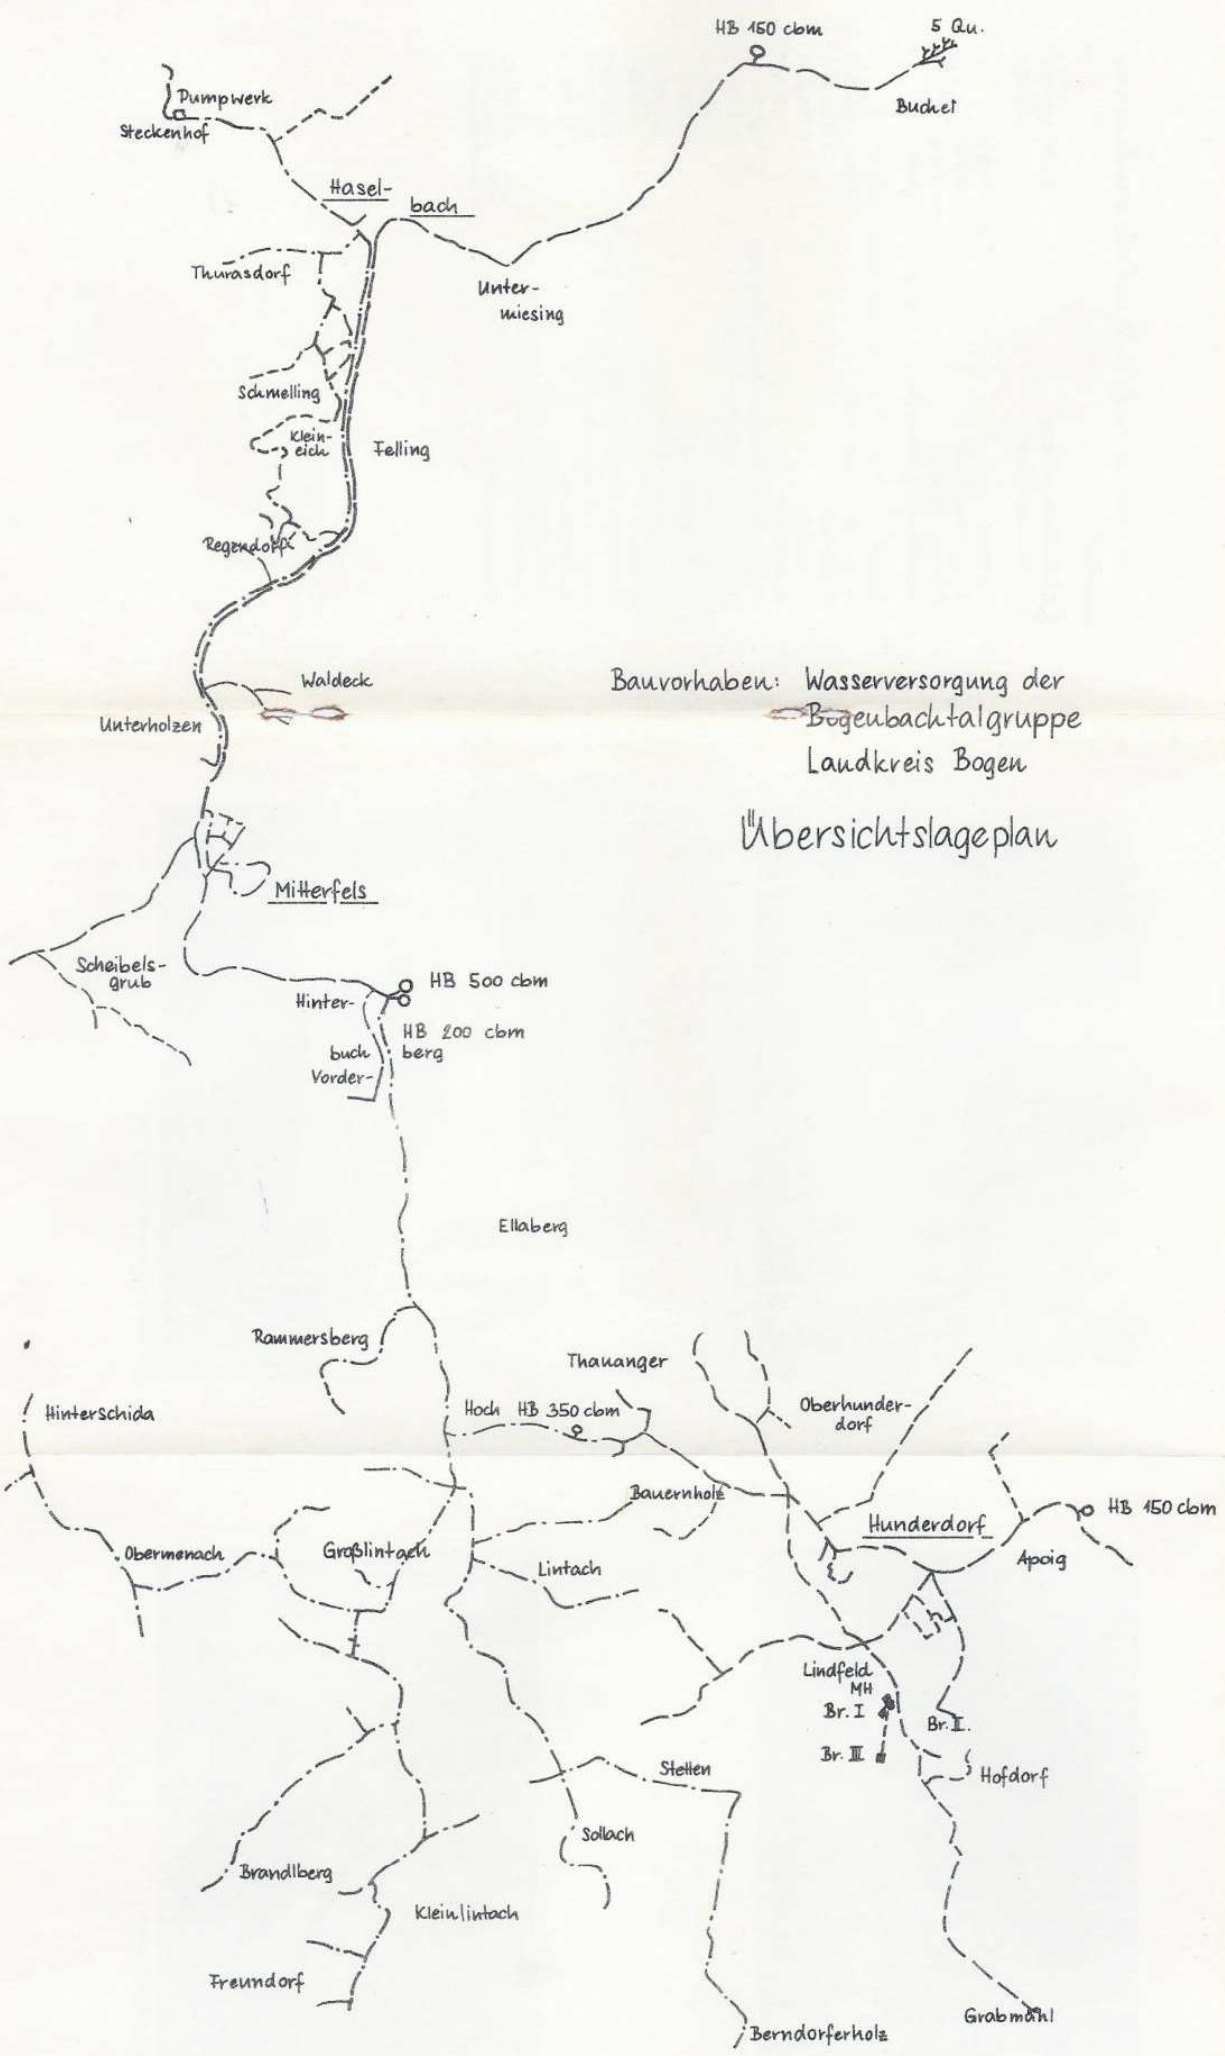 HB 150 cbm
5 Qu.
Buchet
Pumpwerk
Steckenhof
Hasel-
bach
Thurasdorf
Unter-
miesing
Schmelling
Klein-
eich
Felling
Regendorf
Waldeck
Unterholzen
Bauvorhaben: Wasserversorgung der
Bogenbachtalgruppe
Landkreis Bogen
Übersichtslageplan
Mitterfels
Scheibels-
grub
HB 500 cbm
Hinter-
HB 200 cbm
buch berg
Vorder-
Ellaberg
Rammersberg
Thananger
Hinterschida
Hoch HB 350 cbm
Oberhunder-
dorf
Bauernholz
HB 150 cbm
Hunderdorf
Obermenach
Großlintach
Lintach
Apoig
Lindfeld
MH
Br. I
Br. II.
Br. III
Hofdorf
Stetten
Sollach
Brandlberg
Kleinlintach
Freundorf
Grabmühl
Berndorferholz